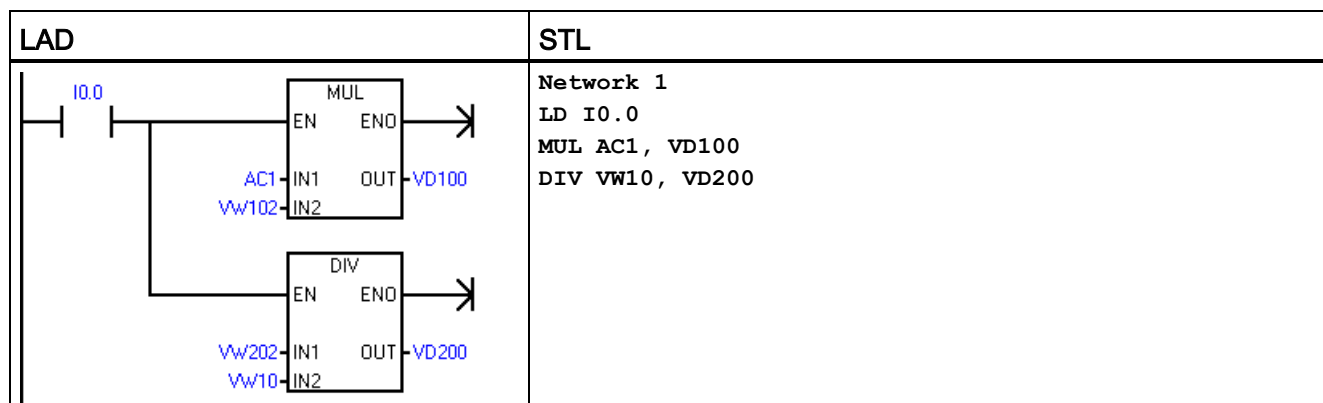 LAD
STL
I0.0
MUL
EN ENO
AC1 IN1 OUT VD100
VW102 IN2
DIV
EN ENO
VW202 IN1 OUT VD200
VW10 IN2
Network 1
LD I0.0
MUL AC1, VD100
DIV VW10, VD200